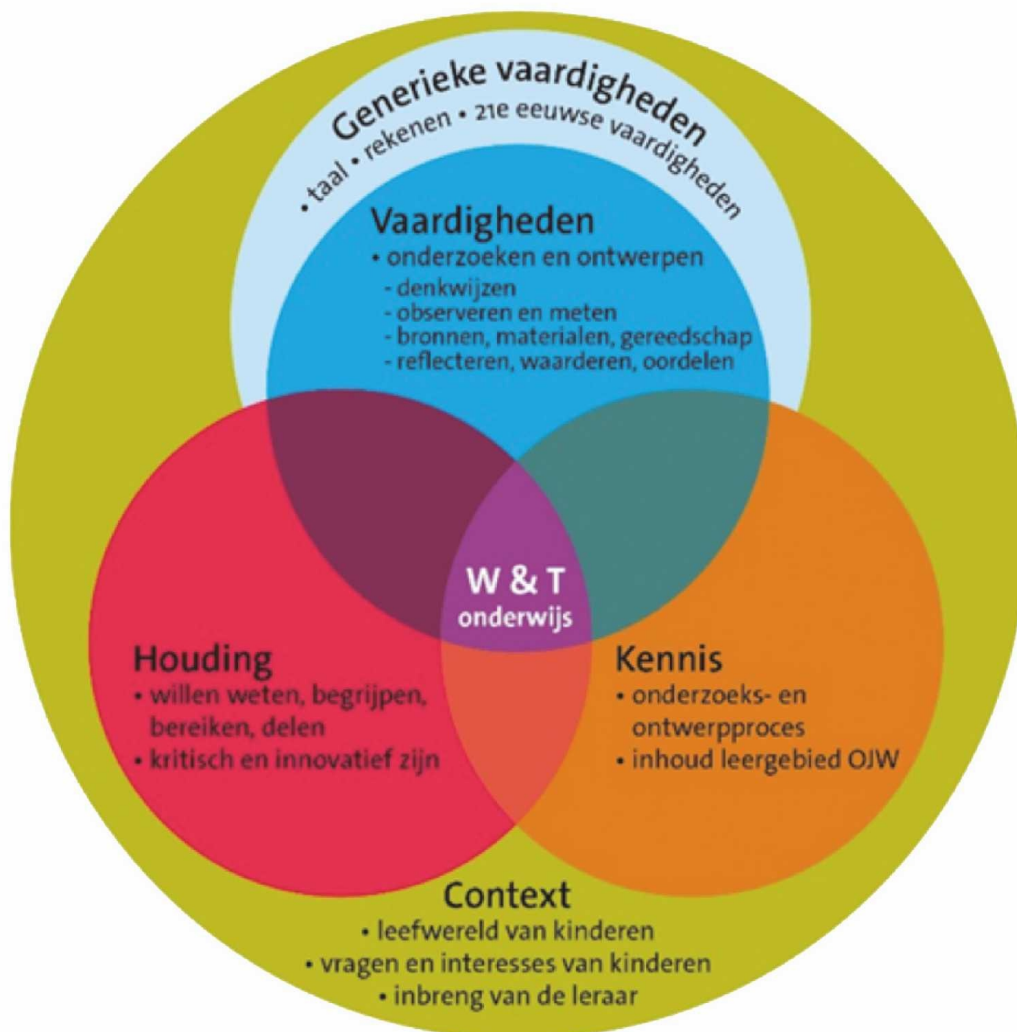 Generieke vaardigheden
• taal • rekenen • 21e eeuwse vaardigheden
Vaardigheden
• onderzoeken en ontwerpen
- denkwijzen
- observeren en meten
- bronnen, materialen, gereedschap
- reflecteren, waarderen, oordelen
W & T
onderwijs
Houding
• willen weten, begrijpen,
bereiken, delen
• kritisch en innovatief zijn
Kennis
• onderzoeks- en
ontwerpproces
• inhoud leergebied OJW
Context
• leefwereld van kinderen
• vragen en interesses van kinderen
• inbreng van de leraar